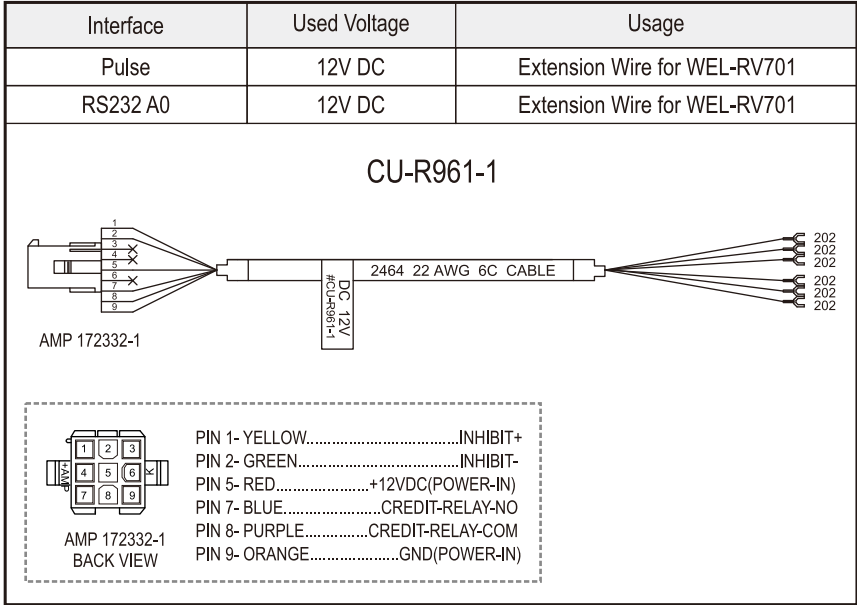 Interface Used Voltage Usage
Pulse 12V DC Extension Wire for WEL-RV701
RS232 A0 12V DC Extension Wire for WEL-RV701
CU-R961-1
1
2
3
4
5
6
7
8
9
AMP 172332-1
DC 12V
#CU-R961-1
2464 22 AWG 6C CABLE
202
202
202
202
202
202
1 2 3
4 5 6
7 8 9
+AMP
K
AMP 172332-1
BACK VIEW
PIN 1- YELLOW..................................INHIBIT+
PIN 2- GREEN....................................INHIBIT-
PIN 5- RED....................+12VDC(POWER-IN)
PIN 7- BLUE.....................CREDIT-RELAY-NO
PIN 8- PURPLE..............CREDIT-RELAY-COM
PIN 9- ORANGE....................GND(POWER-IN)